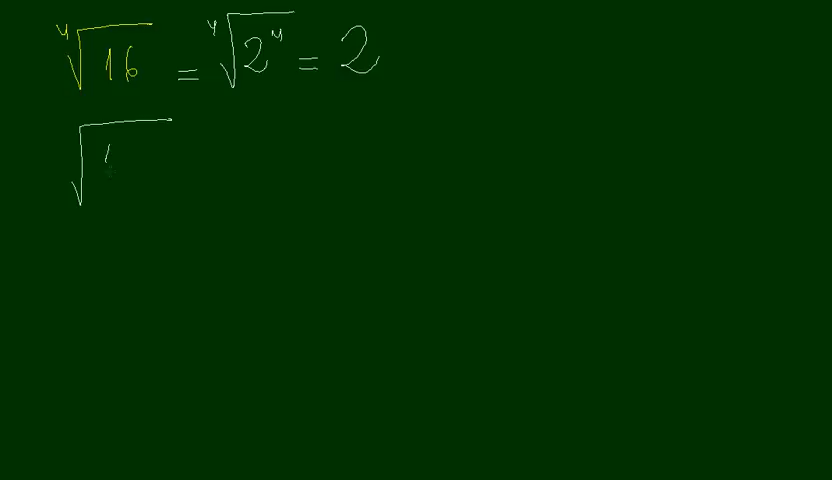 ⁴√16 = ⁴√2⁴ = 2
√